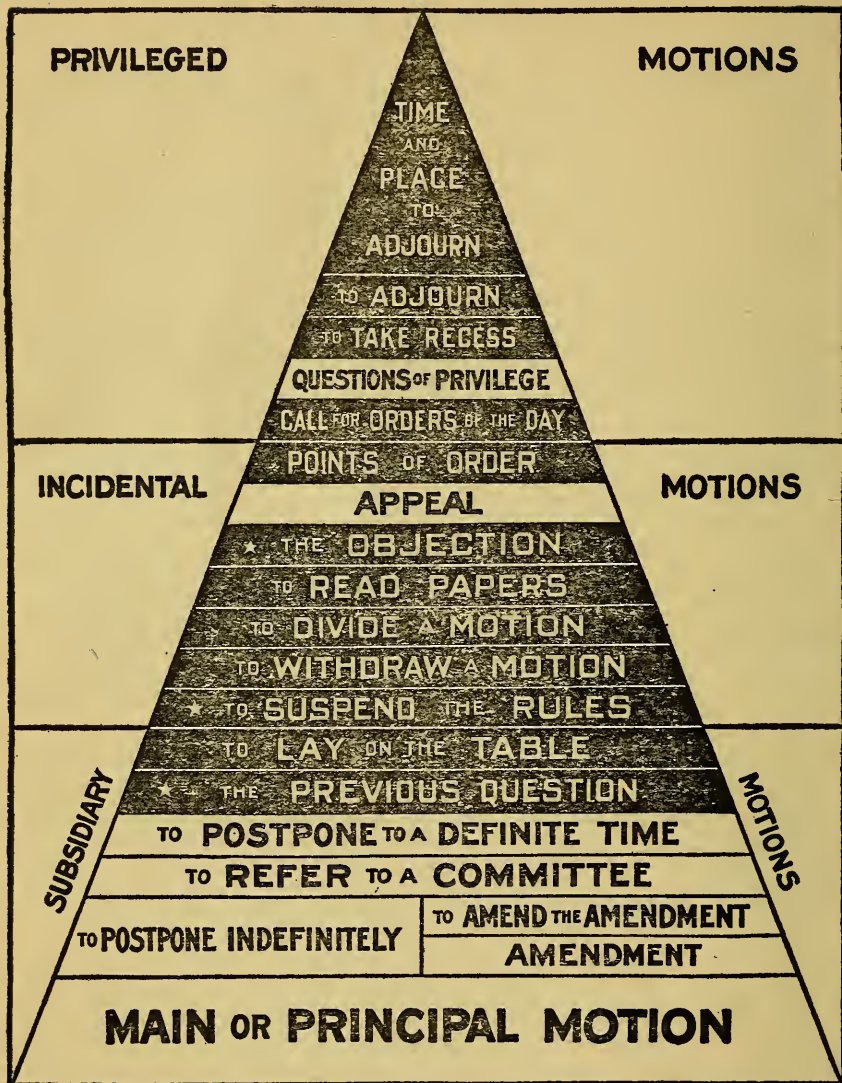 PRIVILEGED MOTIONS
TIME
AND
PLACE
TO
ADJOURN
TO ADJOURN
TO TAKE RECESS
QUESTIONS OF PRIVILEGE
CALL FOR ORDERS OF THE DAY
INCIDENTAL MOTIONS
POINTS OF ORDER
APPEAL
★ THE OBJECTION
TO READ PAPERS
TO DIVIDE A MOTION
TO WITHDRAW A MOTION
★ TO SUSPEND THE RULES
SUBSIDIARY MOTIONS
TO LAY ON THE TABLE
★ THE PREVIOUS QUESTION
TO POSTPONE TO A DEFINITE TIME
TO REFER TO A COMMITTEE
TO POSTPONE INDEFINITELY
TO AMEND THE AMENDMENT
AMENDMENT
MAIN OR PRINCIPAL MOTION